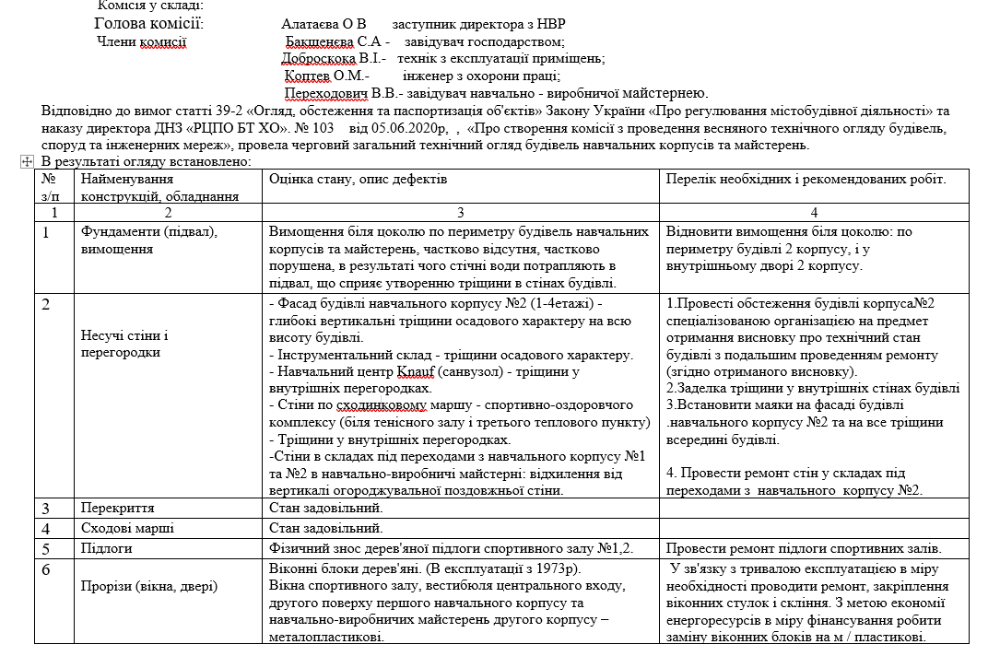 Комісія у складі:
Голова комісії: Алатаєва О В заступник директора з НВР
Члени комисії Бакшенєва С.А - завідувач господарством;
Доброскока В.І.- технік з експлуатації приміщень;
Коптев О.М.- інженер з охорони праці;
Переходович В.В.- завідувач навчально - виробничої майстернею.
Відповідно до вимог статті 39-2 «Огляд, обстеження та паспортизація об'єктів» Закону України «Про регулювання містобудівної діяльності» та
наказу директора ДНЗ «РЦПО БТ ХО». № 103 від 05.06.2020р, , «Про створення комісії з проведення весняного технічного огляду будівель,
споруд та інженерних мереж», провела черговий загальний технічний огляд будівель навчальних корпусів та майстерень.
В результаті огляду встановлено:
№ з/п
Найменування
конструкцій, обладнання
Оцінка стану, опис дефектів
Перелік необхідних і рекомендованих робіт.
1 2 3 4
1
Фундаменти (підвал),
вимощення
Вимощення біля цоколю по периметру будівель навчальних
корпусів та майстерень, частково відсутня, частково
порушена, в результаті чого стічні води потрапляють в
підвал, що сприяє утворенню тріщини в стінах будівлі.
Відновити вимощення біля цоколю: по
периметру будівлі 2 корпусу, і у
внутрішньому дворі 2 корпусу.
2
Несучі стіни і
перегородки
- Фасад будівлі навчального корпусу №2 (1-4етажі) -
глибокі вертикальні тріщини осадового характеру на всю
висоту будівлі.
- Інструментальний склад - тріщини осадового характеру.
- Навчальний центр Knauf (санвузол) - тріщини у
внутрішніх перегородках.
- Стіни по сходинковому маршу - спортивно-оздоровчого
комплексу (біля тенісного залу і третього теплового пункту)
- Тріщини у внутрішніх перегородках.
-Стіни в складах під переходами з навчального корпусу №1
та №2 в навчально-виробничі майстерні: відхилення від
вертикалі огороджувальної поздовжньої стіни.
1.Провесті обстеження будівлі корпуса№2
спеціалізованою організацією на предмет
отримання висновку про технічний стан
будівлі з подальшим проведенням ремонту
(згідно отриманого висновку).
2.Заделка тріщини у внутрішніх стінах будівлі
3.Встановити маяки на фасаді будівлі
.навчального корпусу №2 та на все тріщини
всередині будівлі.
4. Провести ремонт стін у складах під
переходами з навчального корпусу №2.
3 Перекриття Стан задовільний.
4 Сходові марші Стан задовільний.
5 Підлоги Фізичний знос дерев'яної підлоги спортивного залу №1,2. Провести ремонт підлоги спортивних залів.
6
Прорізи (вікна, двері)
Віконні блоки дерев'яні. (В експлуатації з 1973р).
Вікна спортивного залу, вестибюля центрального входу,
другого поверху першого навчального корпусу та
навчально-виробничих майстерень другого корпусу –
металопластикові.
У зв'язку з тривалою експлуатацією в міру
необхідності проводити ремонт, закріплення
віконних стулок і скління. З метою економії
енергоресурсів в міру фінансування робити
заміну віконних блоків на м / пластикові.